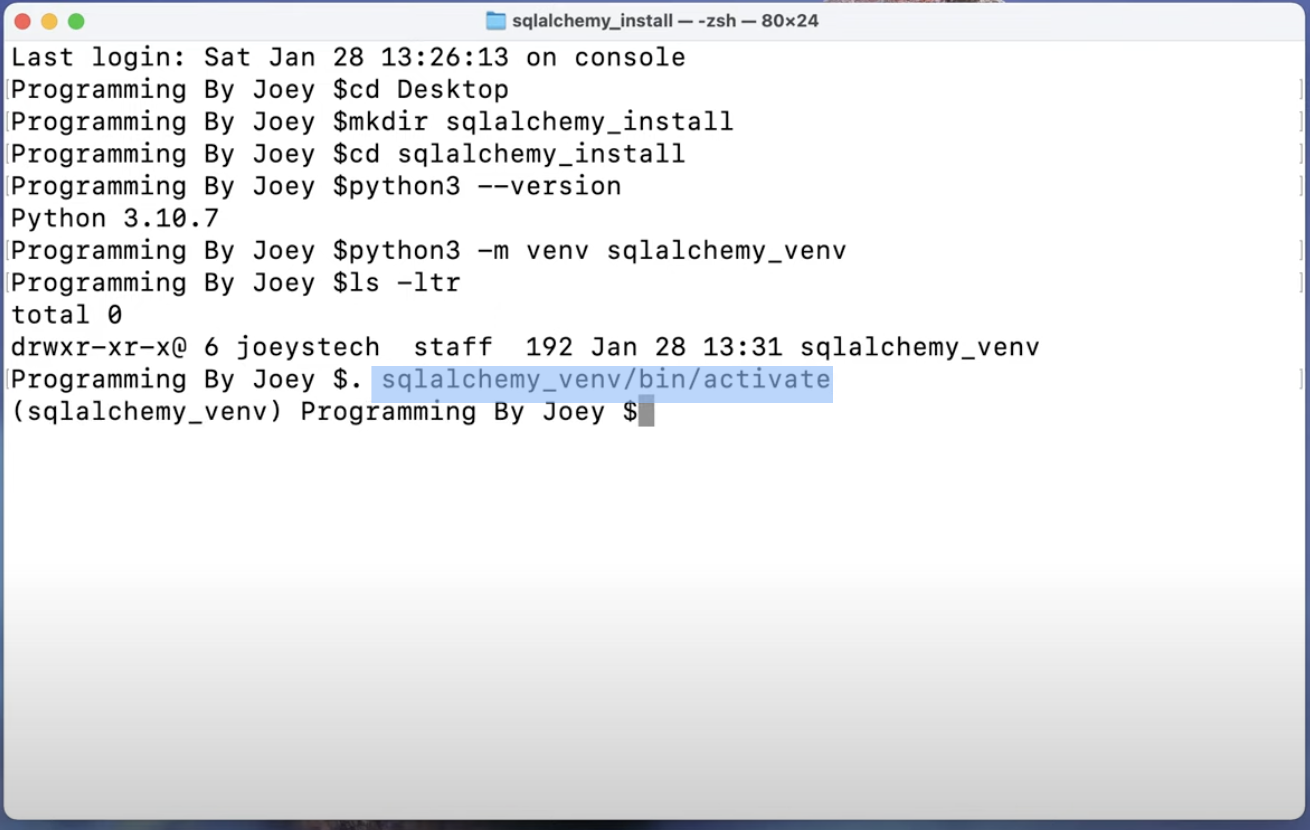 sqlalchemy_install — -zsh — 80×24
Last login: Sat Jan 28 13:26:13 on console
[Programming By Joey $cd Desktop ]
[Programming By Joey $mkdir sqlalchemy_install ]
[Programming By Joey $cd sqlalchemy_install ]
[Programming By Joey $python3 --version ]
Python 3.10.7
[Programming By Joey $python3 -m venv sqlalchemy_venv ]
[Programming By Joey $ls -ltr ]
total 0
drwxr-xr-x@ 6 joeystech  staff  192 Jan 28 13:31 sqlalchemy_venv
[Programming By Joey $. sqlalchemy_venv/bin/activate ]
(sqlalchemy_venv) Programming By Joey $